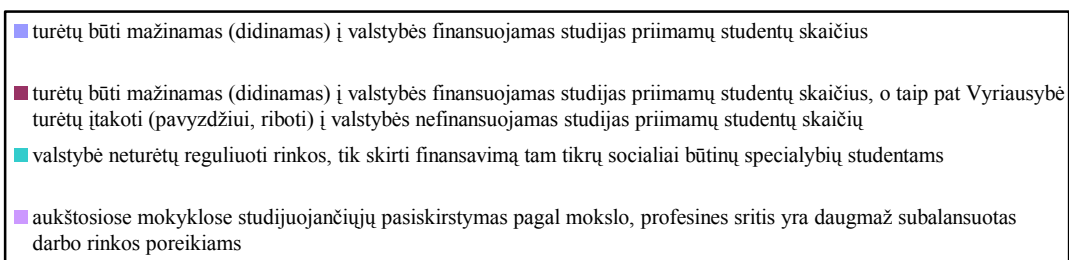 turėtų būti mažinamas (didinamas) į valstybės finansuojamas studijas priimamų studentų skaičius
turėtų būti mažinamas (didinamas) į valstybės finansuojamas studijas priimamų studentų skaičius, o taip pat Vyriausybė
turėtų įtakoti (pavyzdžiui, riboti) į valstybės nefinansuojamas studijas priimamų studentų skaičių
valstybė neturėtų reguliuoti rinkos, tik skirti finansavimą tam tikrų socialiai būtinų specialybių studentams
aukštosiose mokyklose studijuojančiųjų pasiskirstymas pagal mokslo, profesines sritis yra daugmaž subalansuotas
darbo rinkos poreikiams